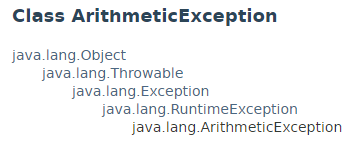 Class ArithmeticException
java.lang.Object
java.lang.Throwable
java.lang.Exception
java.lang.RuntimeException
java.lang.ArithmeticException